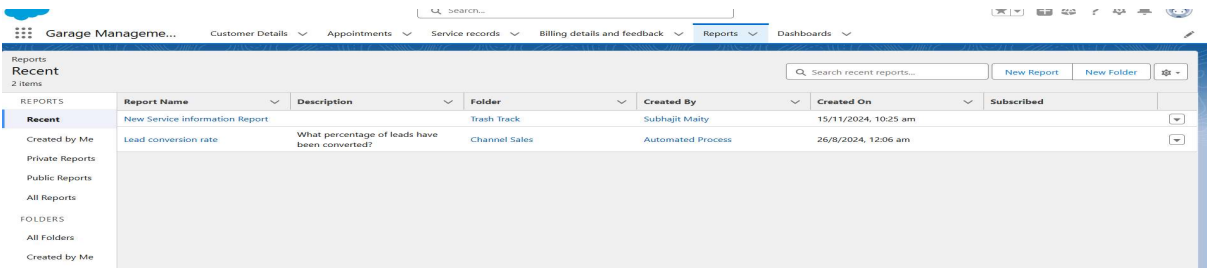 Search...
Garage Manageme... Customer Details Appointments Service records Billing details and feedback Reports Dashboards
Reports
Recent
2 items
Search recent reports...
New Report New Folder
REPORTS Report Name Description Folder Created By Created On Subscribed
Recent New Service information Report Trash Track Subhajit Maity 15/11/2024, 10:25 am
Created by Me Lead conversion rate What percentage of leads have been converted? Channel Sales Automated Process 26/8/2024, 12:06 am
Private Reports
Public Reports
All Reports
FOLDERS
All Folders
Created by Me